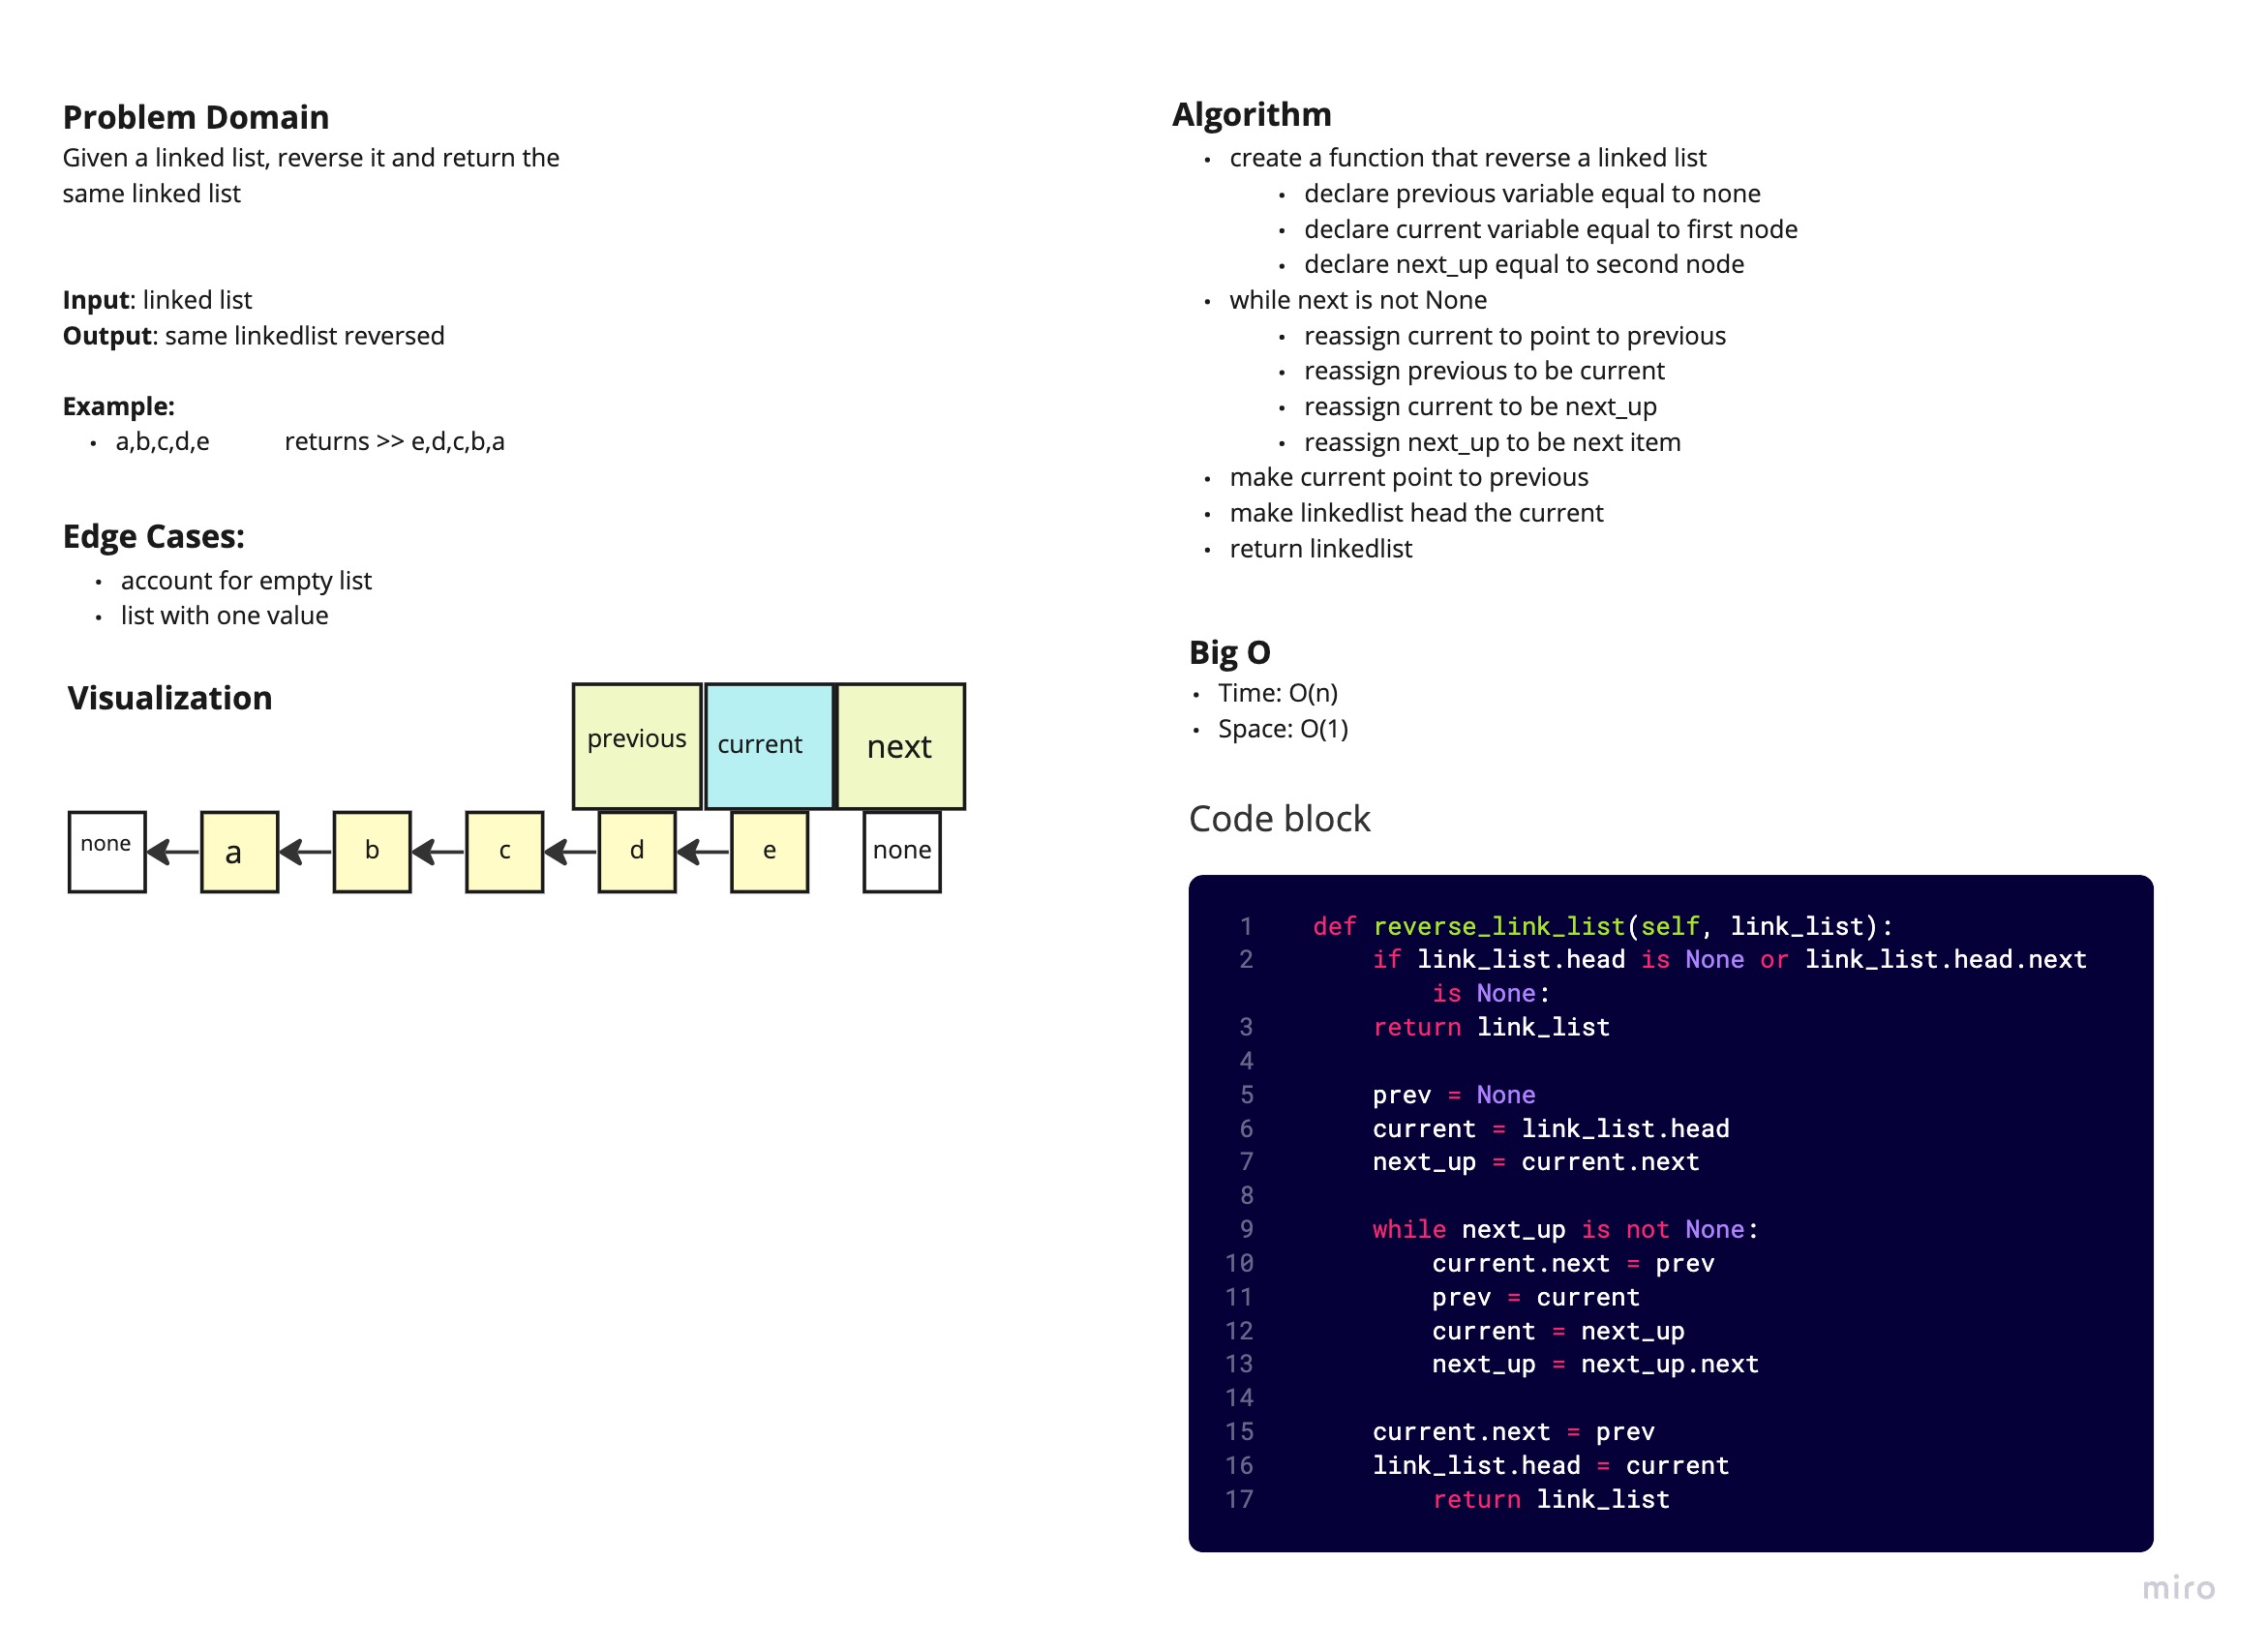 Problem Domain
Given a linked list, reverse it and return the
same linked list
Input: linked list
Output: same linkedlist reversed
Example:
• a,b,c,d,e returns >> e,d,c,b,a
Edge Cases:
• account for empty list
• list with one value
Visualization
previous current next
none a b c d e none
Algorithm
• create a function that reverse a linked list
• declare previous variable equal to none
• declare current variable equal to first node
• declare next_up equal to second node
• while next is not None
• reassign current to point to previous
• reassign previous to be current
• reassign current to be next_up
• reassign next_up to be next item
• make current point to previous
• make linkedlist head the current
• return linkedlist
Big O
• Time: O(n)
• Space: O(1)
Code block
1 def reverse_link_list(self, link_list):
2 if link_list.head is None or link_list.head.next
is None:
3 return link_list
4
5 prev = None
6 current = link_list.head
7 next_up = current.next
8
9 while next_up is not None:
10 current.next = prev
11 prev = current
12 current = next_up
13 next_up = next_up.next
14
15 current.next = prev
16 link_list.head = current
17 return link_list
miro